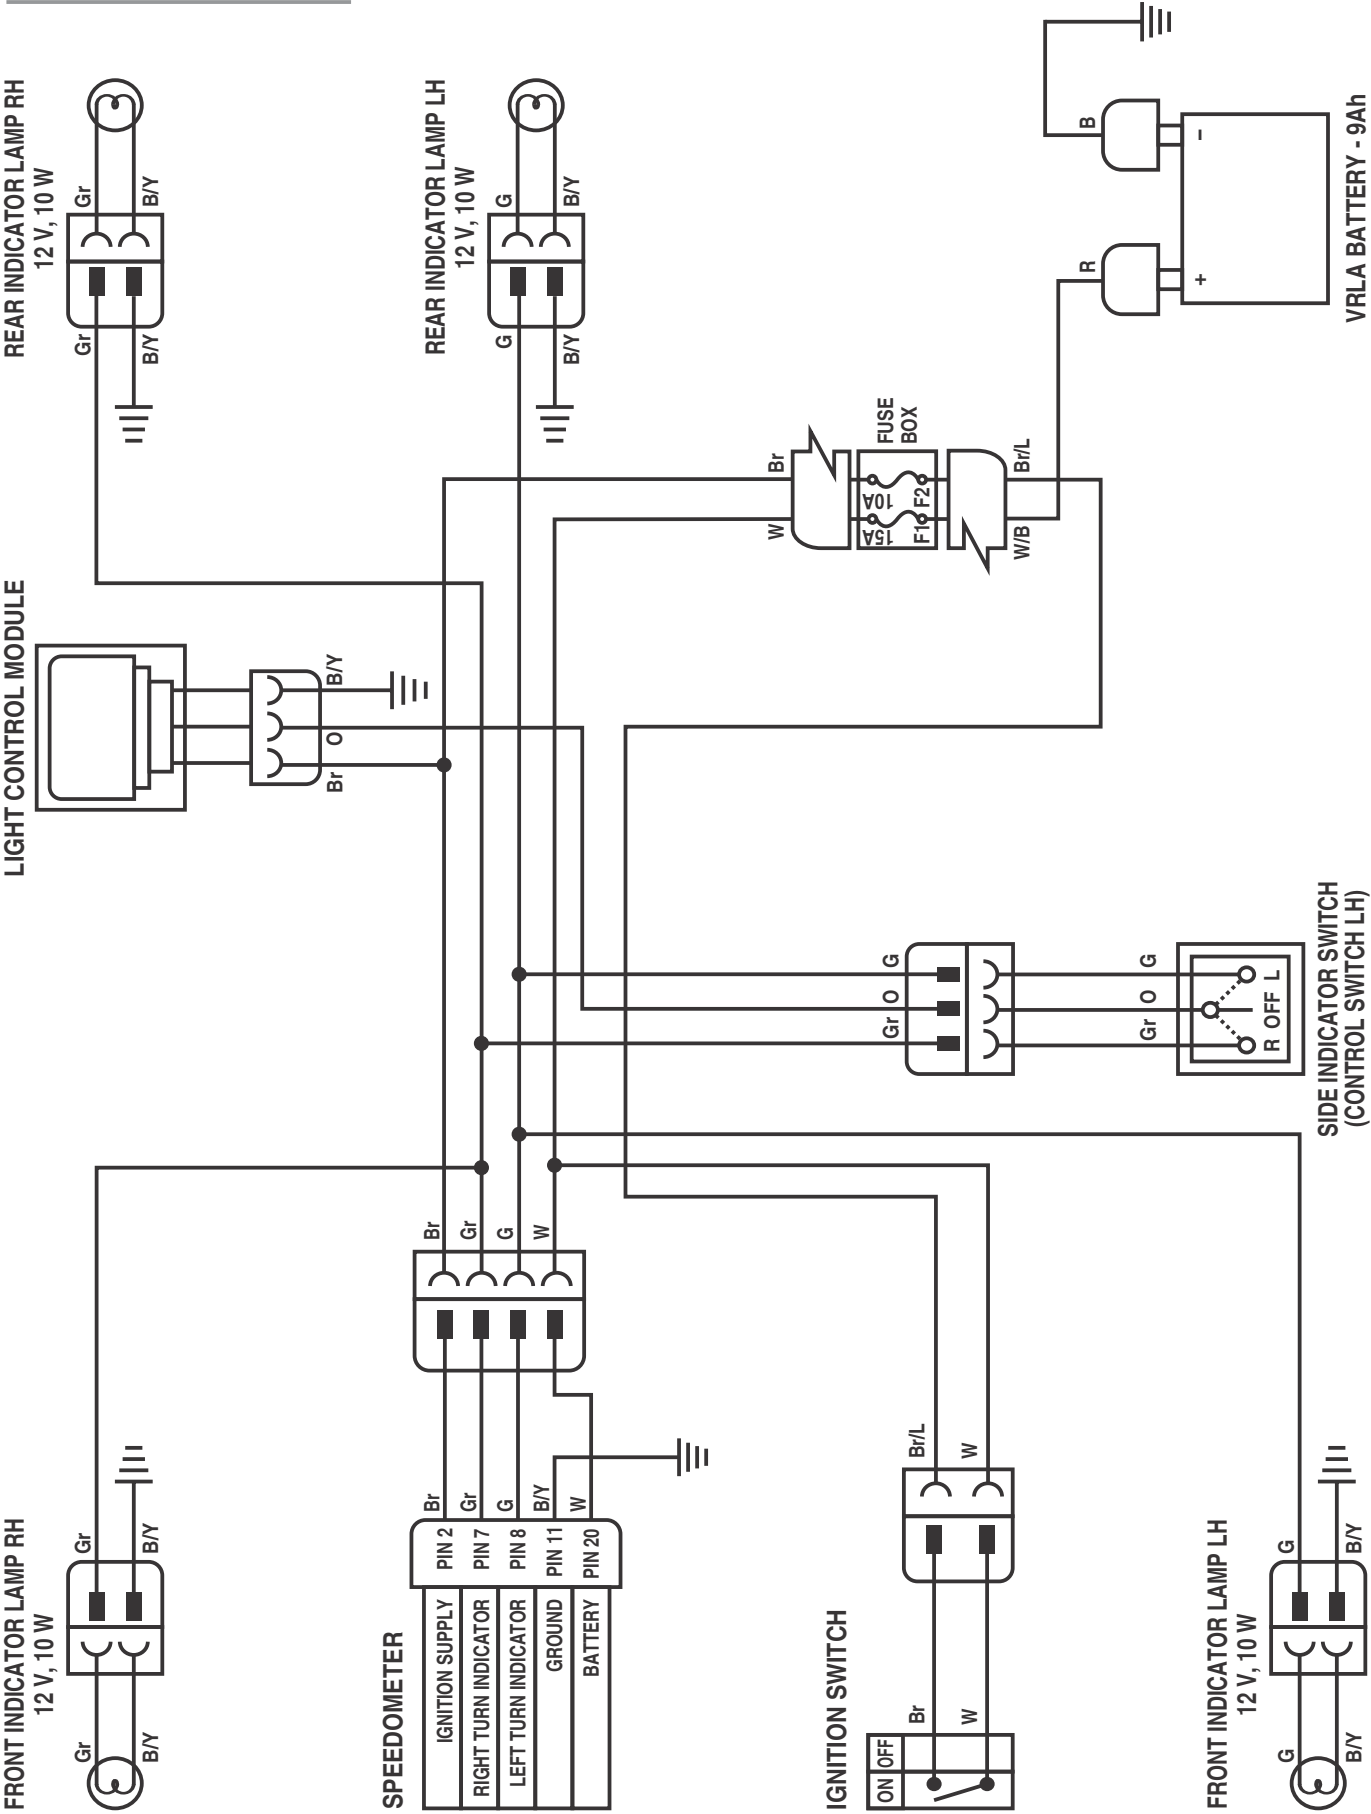 FRONT INDICATOR LAMP RH
12 V, 10 W
Gr
B/Y
Gr
B/Y
LIGHT CONTROL MODULE
Br
O
B/Y
REAR INDICATOR LAMP RH
12 V, 10 W
Gr
B/Y
Gr
B/Y
SPEEDOMETER
IGNITION SUPPLY
RIGHT TURN INDICATOR
LEFT TURN INDICATOR
GROUND
BATTERY
PIN 2
PIN 7
PIN 8
PIN 11
PIN 20
Br
Gr
G
B/Y
W
Br
Gr
G
W
REAR INDICATOR LAMP LH
12 V, 10 W
G
B/Y
G
B/Y
W
Br
15A
10A
F1
F2
FUSE
BOX
W/B
Br/L
IGNITION SWITCH
ON
OFF
Br
W
Br/L
W
Gr
O
G
Gr
O
G
R
OFF
L
SIDE INDICATOR SWITCH
(CONTROL SWITCH LH)
R
B
+
-
VRLA BATTERY - 9Ah
FRONT INDICATOR LAMP LH
12 V, 10 W
G
B/Y
G
B/Y